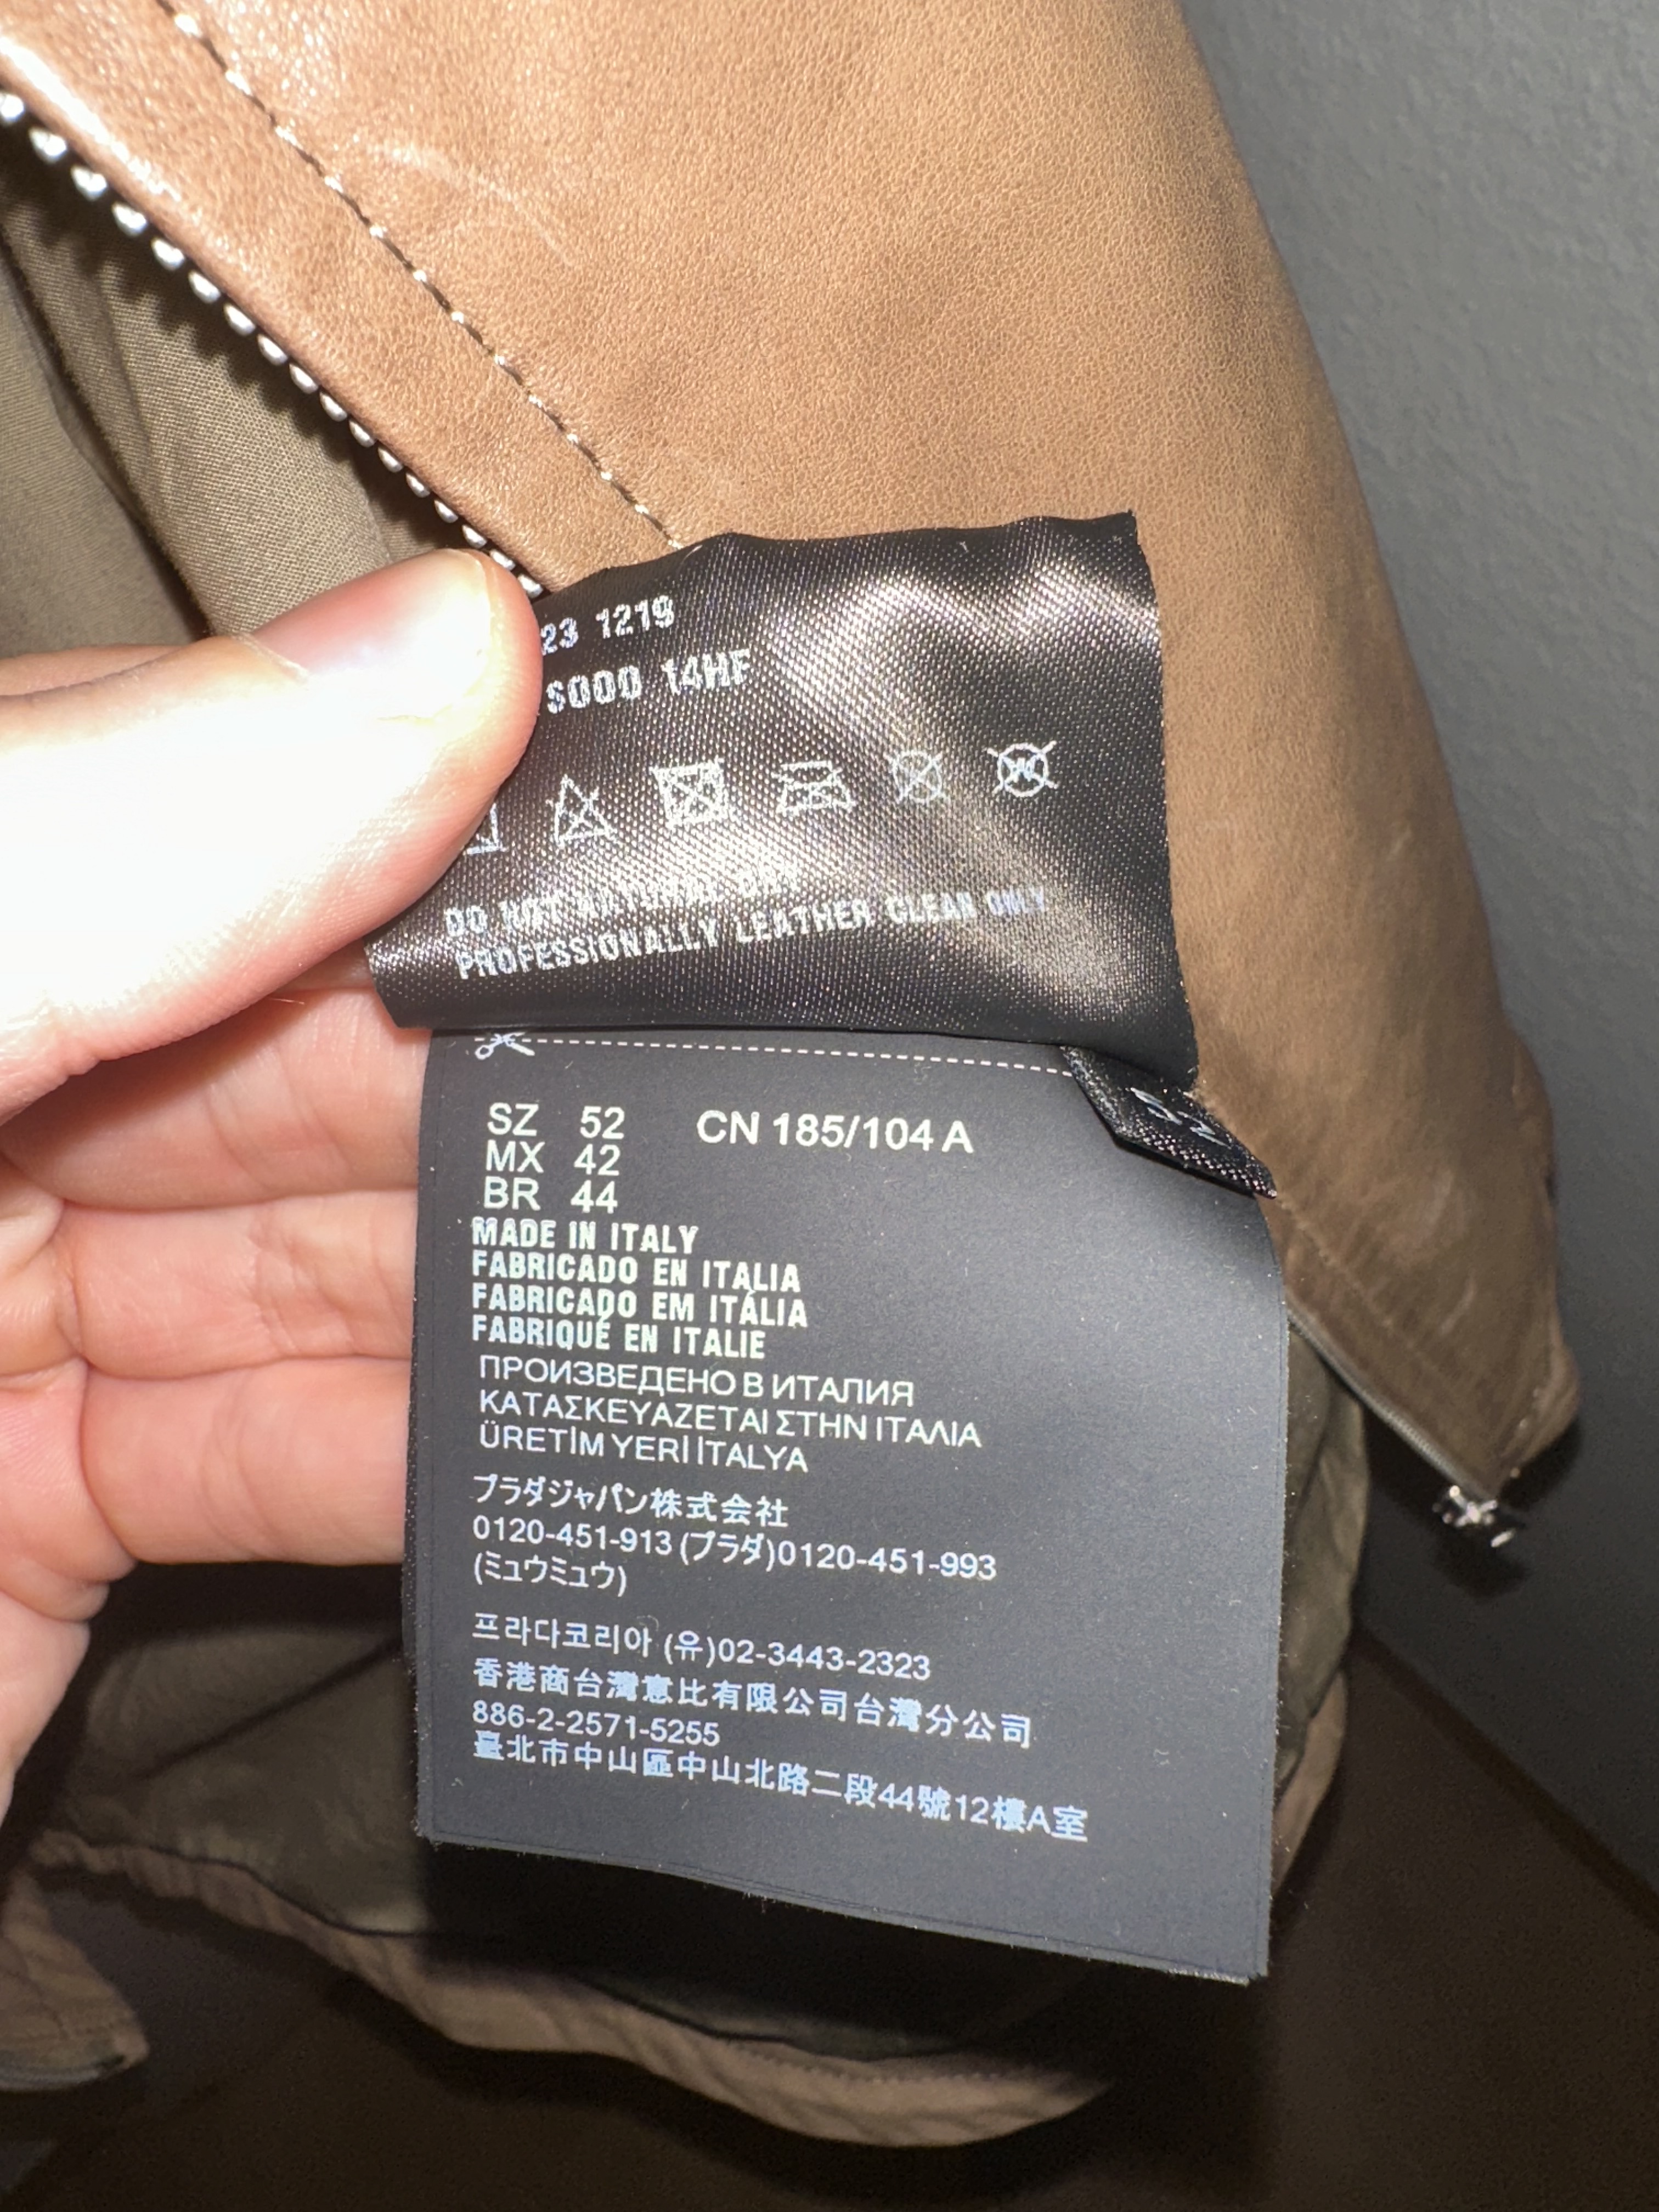 23 1219
S000 14HF
DO NOT NATURAL DRY
PROFESSIONALLY LEATHER CLEAN ONLY
SZ 52 CN 185/104 A
MX 42
BR 44
MADE IN ITALY
FABRICADO EN ITALIA
FABRICADO EM ITÁLIA
FABRIQUÉ EN ITALIE
ПРОИЗВЕДЕНО В ИТАЛИЯ
ΚΑΤΑΣΚΕΥΑΖΕΤΑΙ ΣΤΗΝ ΙΤΑΛΙΑ
ÜRETİM YERİ İTALYA
プラダジャパン株式会社
0120-451-913 (プラダ)0120-451-993
(ミュウミュウ)
프라다코리아 (유)02-3443-2323
香港商台灣意比有限公司台灣分公司
886-2-2571-5255
臺北市中山區中山北路二段44號12樓A室